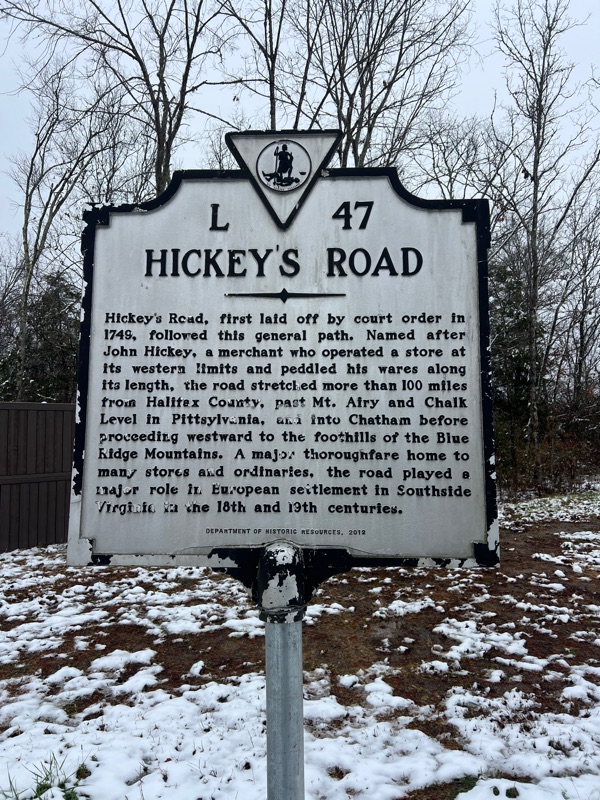 L 47
HICKEY'S ROAD
Hickey's Road, first laid off by court order in
1749, followed this general path. Named after
John Hickey, a merchant who operated a store at
its western limits and peddled his wares along
its length, the road stretched more than 100 miles
from Halifax County, past Mt. Airy and Chalk
Level in Pittsylvania, and into Chatham before
proceeding westward to the foothills of the Blue
Ridge Mountains. A major thoroughfare home to
many stores and ordinaries, the road played a
major role in European settlement in Southside
Virginia in the 18th and 19th centuries.
DEPARTMENT OF HISTORIC RESOURCES, 2019